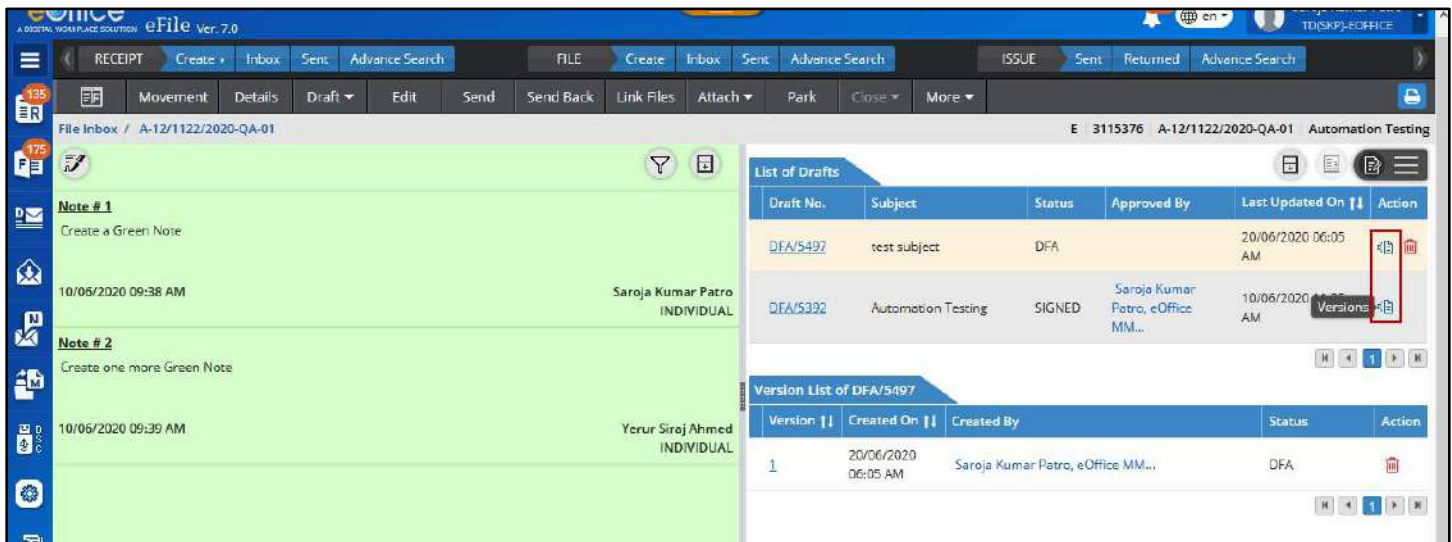 eOffice
A DIGITAL WORKPLACE SOLUTION eFile Ver. 7.0
en
TD(SKP)-EOFFICE
RECEIPT Create Inbox Sent Advance Search FILE Create Inbox Sent Advance Search ISSUE Sent Returned Advance Search
135
R
Movement Details Draft Edit Send Send Back Link Files Attach Park Close More
File Inbox / A-12/1122/2020-QA-01 E 3115376 A-12/1122/2020-QA-01 Automation Testing
175
F
List of Drafts
Draft No. Subject Status Approved By Last Updated On Action
DFA/5497 test subject DFA 20/06/2020 06:05 AM
DFA/5392 Automation Testing SIGNED Saroja Kumar Patro, eOffice MM... 10/06/2020 AM
Versions
1
Note # 1
Create a Green Note
10/06/2020 09:38 AM Saroja Kumar Patro
INDIVIDUAL
Note # 2
Create one more Green Note
10/06/2020 09:39 AM Yerur Siraj Ahmed
INDIVIDUAL
Version List of DFA/5497
Version Created On Created By Status Action
1 20/06/2020 06:05 AM Saroja Kumar Patro, eOffice MM... DFA
1
D
N
M
D
S
C